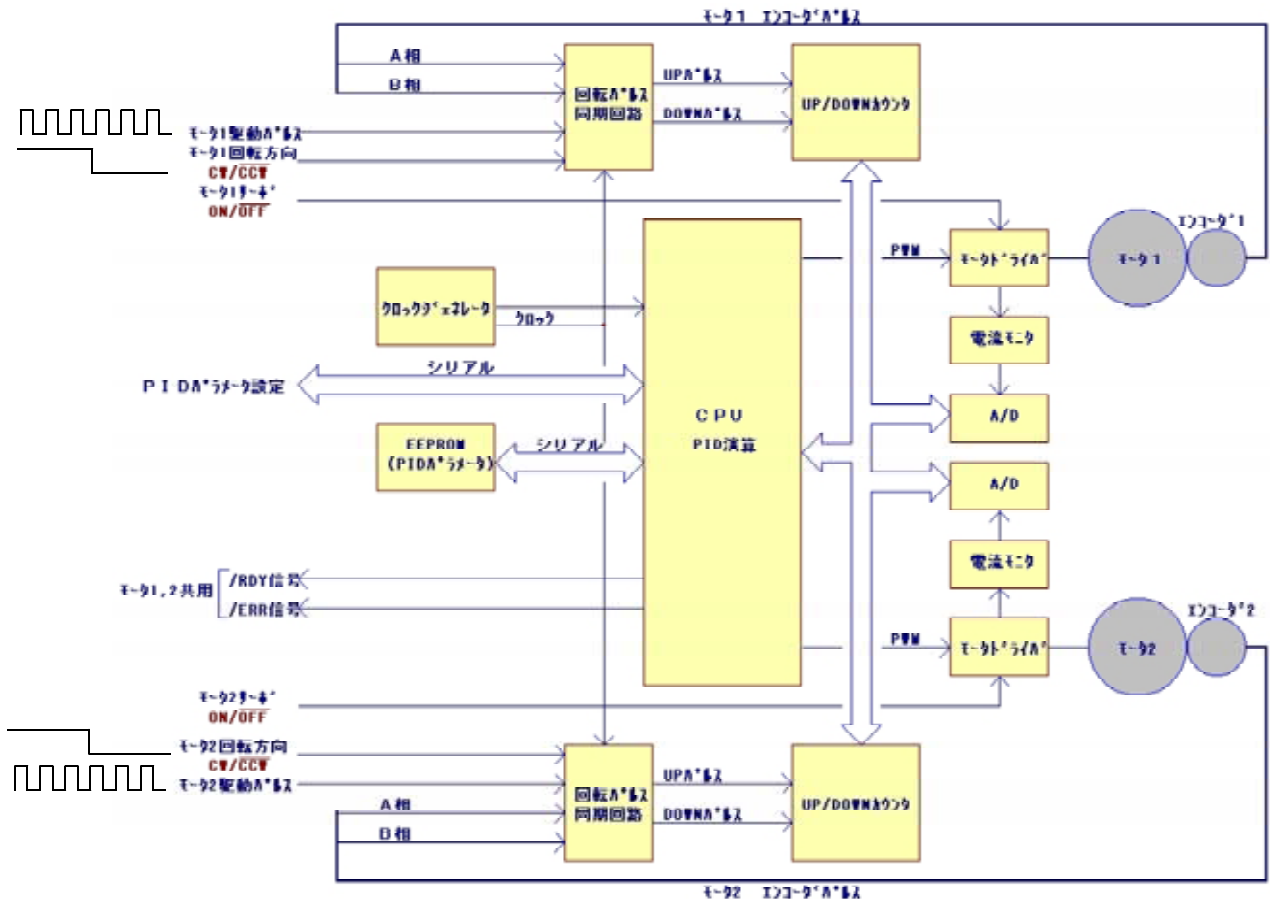 ﾓｰﾀ1 ｴﾝｺｰﾀﾞﾊﾟﾙｽ
A相
B相
回転ﾊﾟﾙｽ
同期回路
UPﾊﾟﾙｽ
DOWNﾊﾟﾙｽ
UP/DOWNｶｳﾝﾀ
ﾓｰﾀ1駆動ﾊﾟﾙｽ
ﾓｰﾀ1回転方向
CW/CCW
ﾓｰﾀ1ｻｰﾎﾞ
ON/OFF
PWM
ﾓｰﾀﾄﾞﾗｲﾊﾞ
ﾓｰﾀ1
ｴﾝｺｰﾀﾞ1
ｸﾛｯｸｼﾞｪﾈﾚｰﾀ
ｸﾛｯｸ
電流ﾓﾆﾀ
シリアル
ＰＩＤﾊﾟﾗﾒｰﾀ設定
ＣＰＵ
PID演算
A/D
EEPROM
(PIDﾊﾟﾗﾒｰﾀ)
シリアル
A/D
電流ﾓﾆﾀ
ﾓｰﾀ1,2共用
/RDY信号
/ERR信号
PWM
ﾓｰﾀﾄﾞﾗｲﾊﾞ
ﾓｰﾀ2
ｴﾝｺｰﾀﾞ2
ﾓｰﾀ2ｻｰﾎﾞ
ON/OFF
ﾓｰﾀ2回転方向
CW/CCW
ﾓｰﾀ2駆動ﾊﾟﾙｽ
A相
B相
回転ﾊﾟﾙｽ
同期回路
UPﾊﾟﾙｽ
DOWNﾊﾟﾙｽ
UP/DOWNｶｳﾝﾀ
ﾓｰﾀ2 ｴﾝｺｰﾀﾞﾊﾟﾙｽ